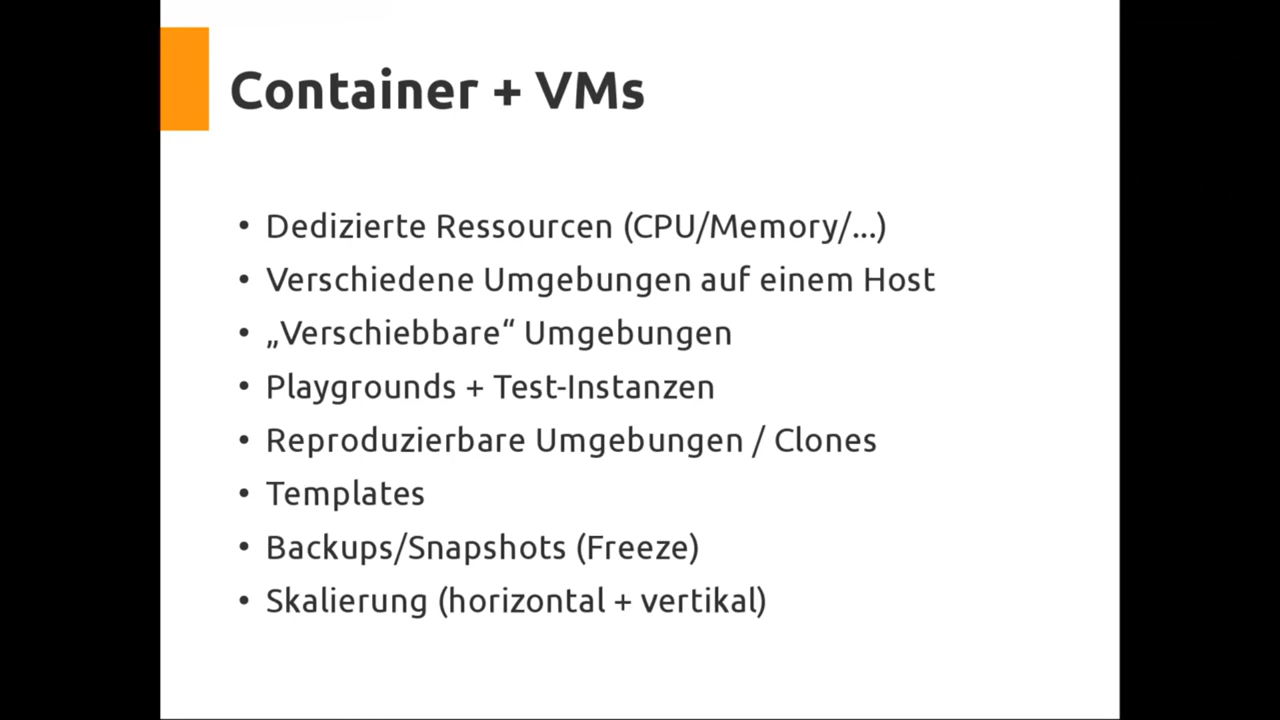 Container + VMs
• Dedizierte Ressourcen (CPU/Memory/...)
• Verschiedene Umgebungen auf einem Host
• „Verschiebbare“ Umgebungen
• Playgrounds + Test-Instanzen
• Reproduzierbare Umgebungen / Clones
• Templates
• Backups/Snapshots (Freeze)
• Skalierung (horizontal + vertikal)